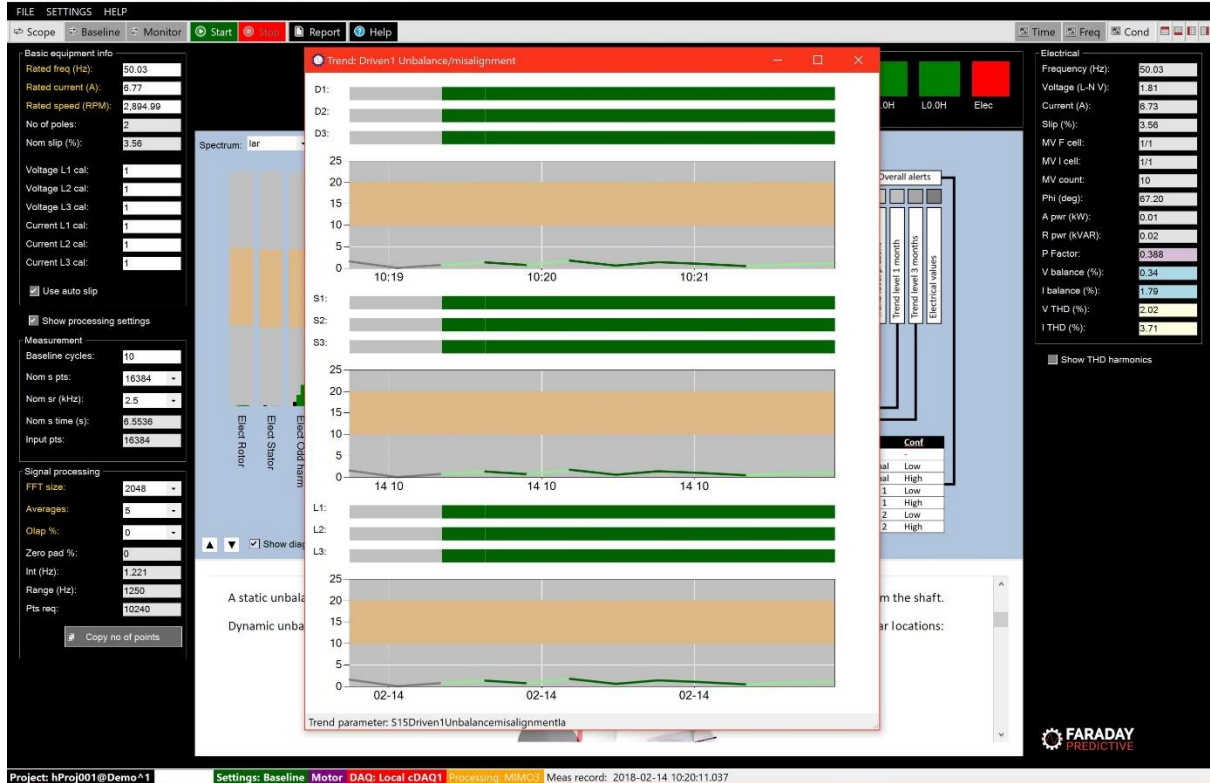 FILE SETTINGS HELP
Scope Baseline Monitor Start Stop Report Help Time Freq Cond
Basic equipment info
Rated freq (Hz): 50.03
Rated current (A): 6.77
Rated speed (RPM): 2,894.99
No of poles: 2
Nom slip (%): 3.56
Voltage L1 cal: 1
Voltage L2 cal: 1
Voltage L3 cal: 1
Current L1 cal: 1
Current L2 cal: 1
Current L3 cal: 1
Use auto slip
Show processing settings
Measurement
Baseline cycles: 10
Nom s pts: 16384
Nom sr (kHz): 2.5
Nom s time (s): 6.5536
Input pts: 16384
Signal processing
FFT size: 2048
Averages: 5
Olap %: 0
Zero pad %: 0
Int (Hz): 1.221
Range (Hz): 1250
Pts req: 10240
Copy no of points
Spectrum: Iar
Elect Rotor
Elect Stator
Elect Odd harm
Show diag
Trend: Driven1 Unbalance/misalignment
D1:
D2:
D3:
25
20
15
10
5
0
10:19 10:20 10:21
S1:
S2:
S3:
25
20
15
10
5
0
14 10 14 10 14 10
L1:
L2:
L3:
25
20
15
10
5
0
02-14 02-14 02-14
Trend parameter: S15Driven1UnbalancemisalignmentIa
.0H L0.0H Elec
Overall alerts
Trend level 1 month
Trend level 3 months
Electrical values
Conf
-
al Low
al High
1 Low
1 High
2 Low
2 High
A static unbala
m the shaft.
Dynamic unba
ar locations:
Electrical
Frequency (Hz): 50.03
Voltage (L-N V): 1.81
Current (A): 6.73
Slip (%): 3.56
MV F cell: 1/1
MV I cell: 1/1
MV count: 10
Phi (deg): 67.20
A pwr (kW): 0.01
R pwr (kVAR): 0.02
P Factor: 0.388
V balance (%): 0.34
I balance (%): 1.79
V THD (%): 2.02
I THD (%): 3.71
Show THD harmonics
FARADAY
PREDICTIVE
Project: hProj001@Demo^1 Settings: Baseline Motor DAQ: Local cDAQ1 Processing: MIMO3 Meas record: 2018-02-14 10:20:11.037